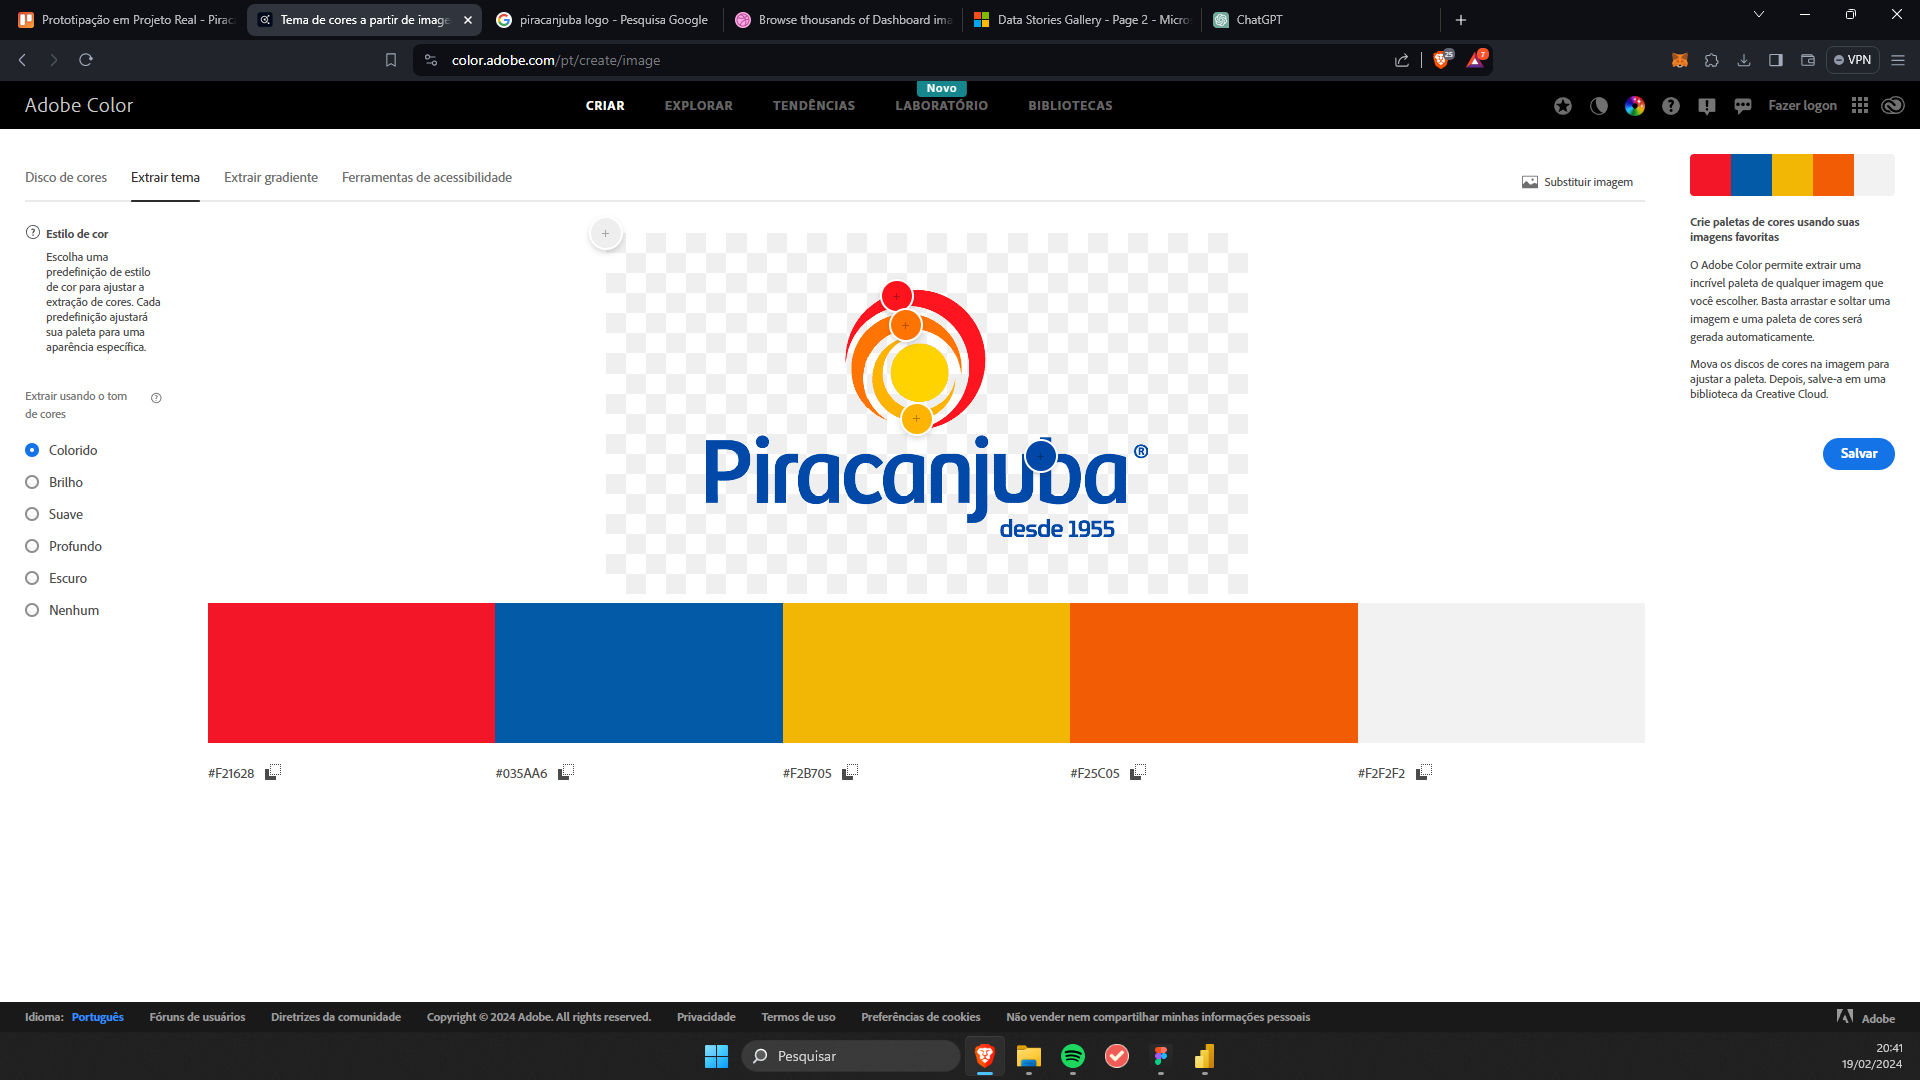 Prototipação em Projeto Real - Pirac
Tema de cores a partir de image
piracanjuba logo - Pesquisa Google
Browse thousands of Dashboard ima
Data Stories Gallery - Page 2 - Micro
ChatGPT
color.adobe.com/pt/create/image
25
7
VPN
Adobe Color
CRIAR
EXPLORAR
TENDÊNCIAS
Novo
LABORATÓRIO
BIBLIOTECAS
Fazer logon
Disco de cores
Extrair tema
Extrair gradiente
Ferramentas de acessibilidade
Substituir imagem
Estilo de cor
Escolha uma
predefinição de estilo
de cor para ajustar a
extração de cores. Cada
predefinição ajustará
sua paleta para uma
aparência específica.
Extrair usando o tom
de cores
Colorido
Brilho
Suave
Profundo
Escuro
Nenhum
Piracanjuba®
desde 1955
#F21628
#035AA6
#F2B705
#F25C05
#F2F2F2
Crie paletas de cores usando suas
imagens favoritas
O Adobe Color permite extrair uma
incrível paleta de qualquer imagem que
você escolher. Basta arrastar e soltar uma
imagem e uma paleta de cores será
gerada automaticamente.
Mova os discos de cores na imagem para
ajustar a paleta. Depois, salve-a em uma
biblioteca da Creative Cloud.
Salvar
Idioma: Português
Fóruns de usuários
Diretrizes da comunidade
Copyright © 2024 Adobe. All rights reserved.
Privacidade
Termos de uso
Preferências de cookies
Não vender nem compartilhar minhas informações pessoais
Adobe
Pesquisar
20:41
19/02/2024